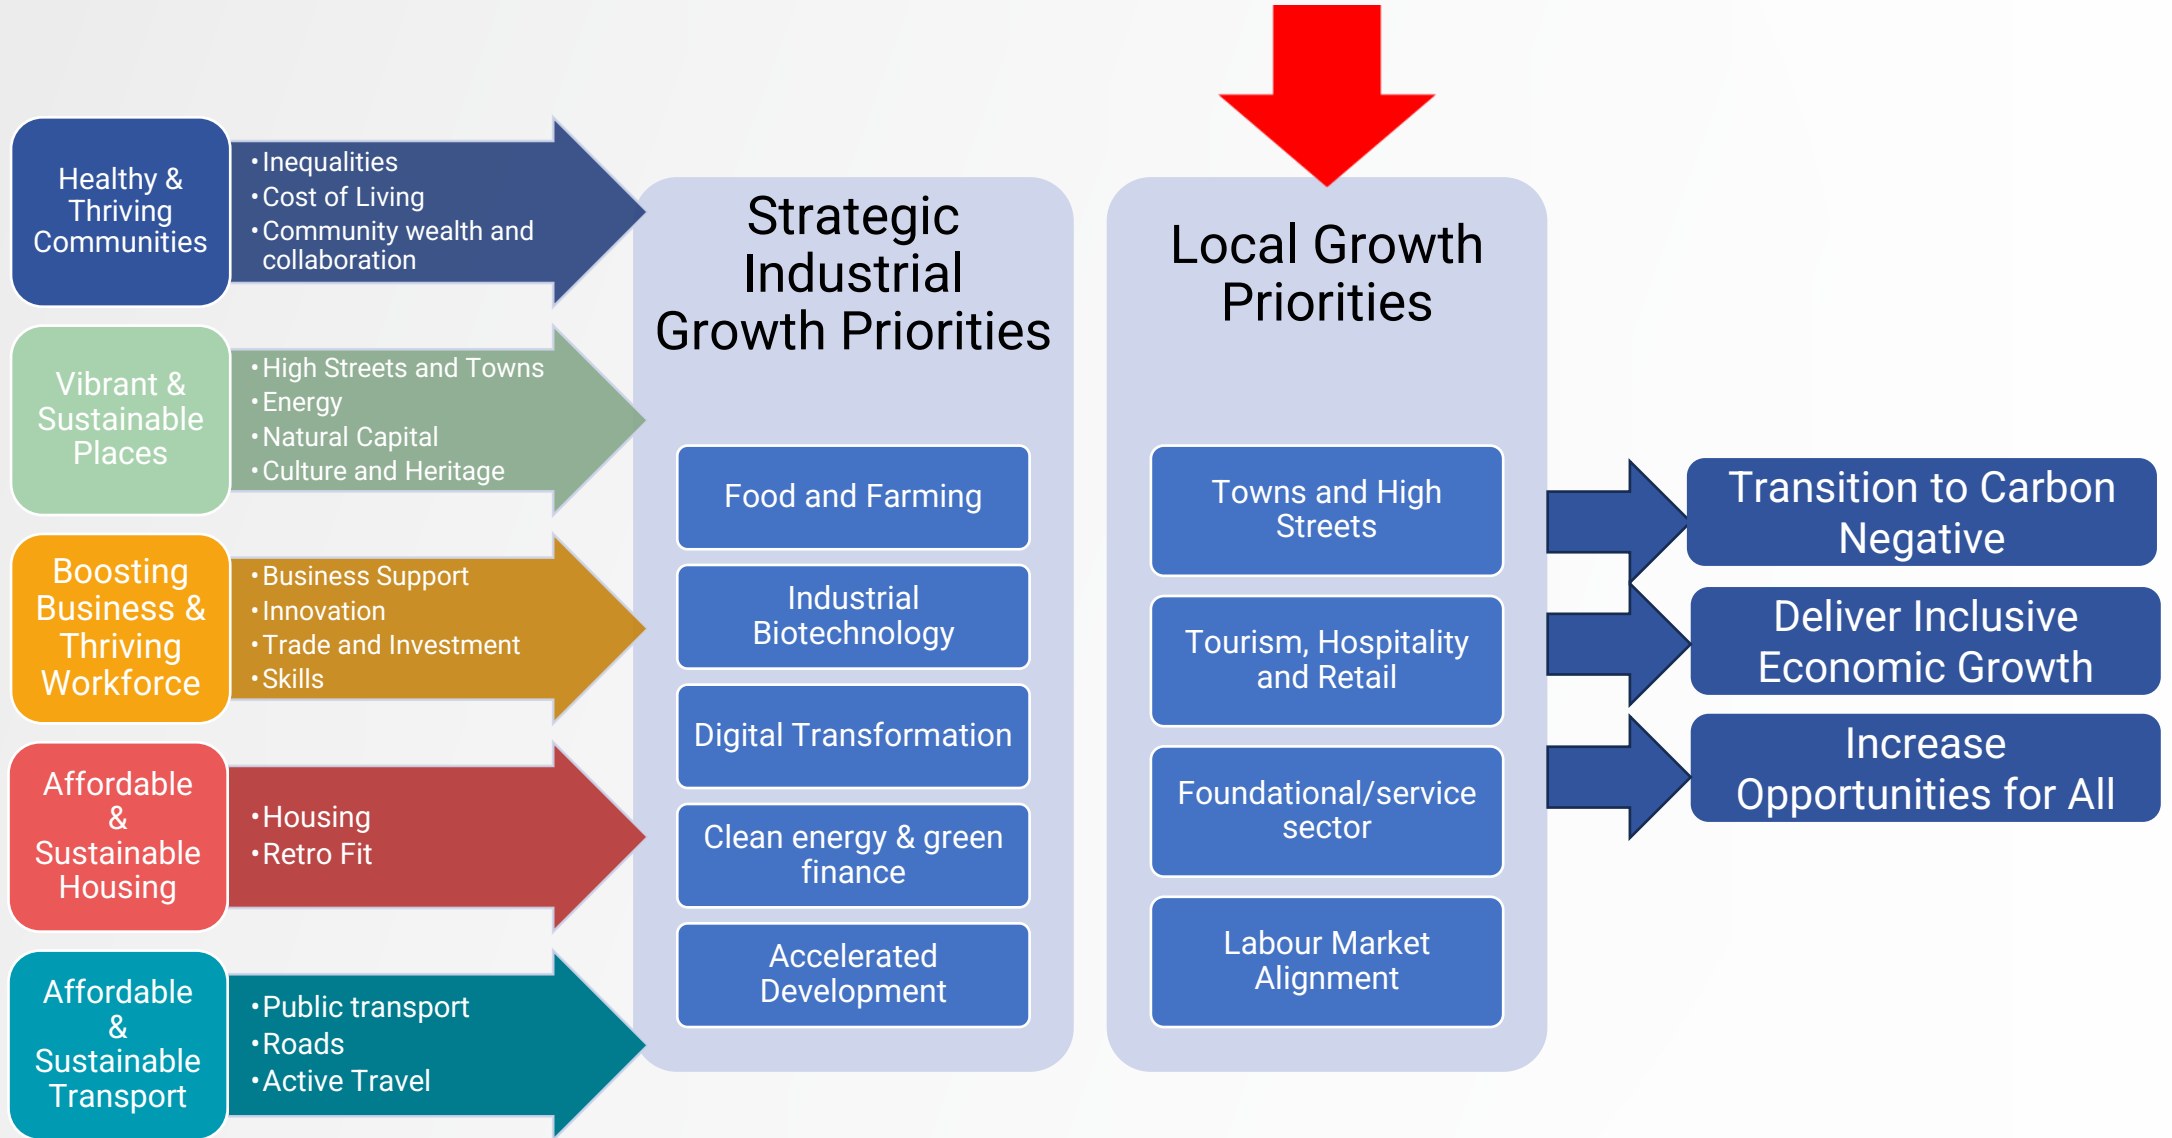 Healthy &
Thriving
Communities
•Inequalities
•Cost of Living
•Community wealth and
collaboration
Vibrant &
Sustainable
Places
•High Streets and Towns
•Energy
•Natural Capital
•Culture and Heritage
Boosting
Business &
Thriving
Workforce
•Business Support
•Innovation
•Trade and Investment
•Skills
Affordable
&
Sustainable
Housing
•Housing
•Retro Fit
Affordable
&
Sustainable
Transport
•Public transport
•Roads
•Active Travel
Strategic
Industrial
Growth Priorities
Food and Farming
Industrial
Biotechnology
Digital Transformation
Clean energy & green
finance
Accelerated
Development
Local Growth
Priorities
Towns and High
Streets
Tourism, Hospitality
and Retail
Foundational/service
sector
Labour Market
Alignment
Transition to Carbon
Negative
Deliver Inclusive
Economic Growth
Increase
Opportunities for All